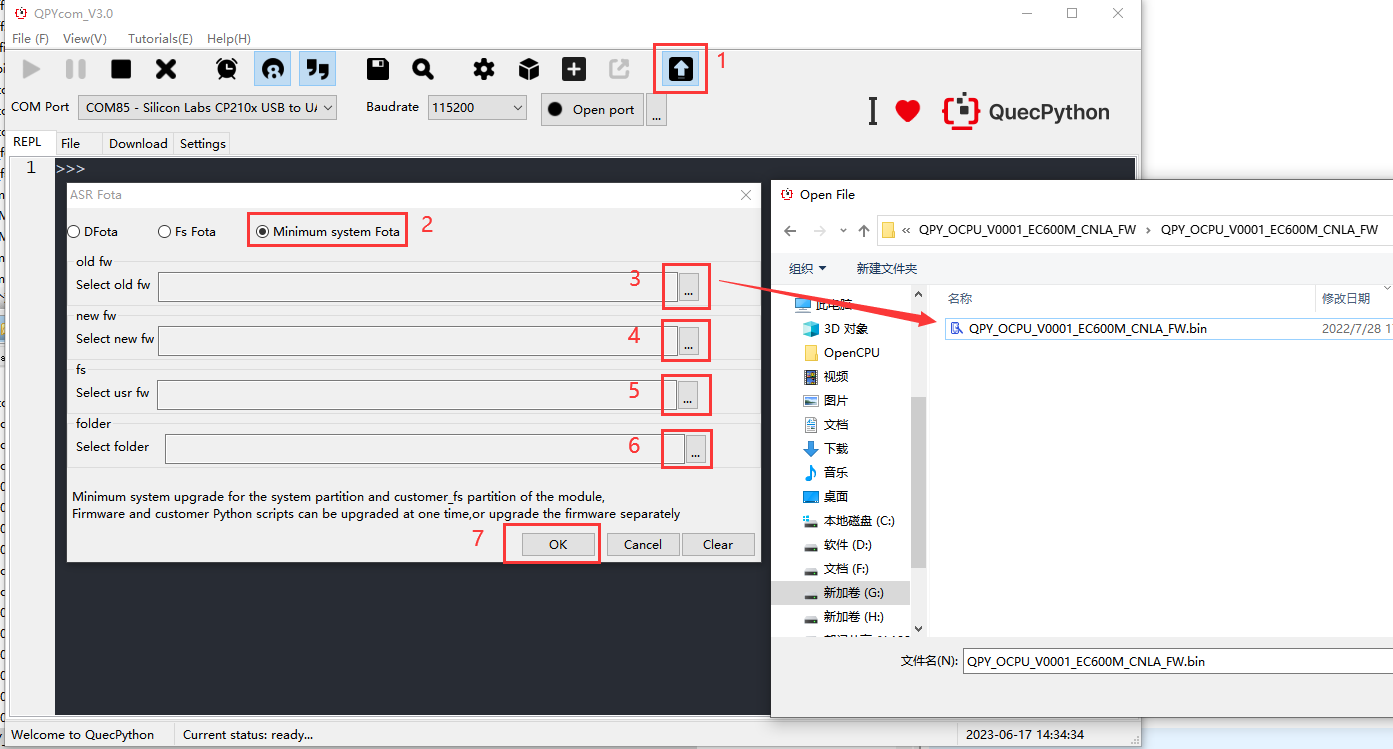 QPYcom_V3.0
File (F) View(V) Tutorials(E) Help(H)
1
COM Port COM85 - Silicon Labs CP210x USB to UA Baudrate 115200 Open port ...
QuecPython
REPL File Download Settings
1 >>>
ASR Fota
DFota Fs Fota Minimum system Fota 2
old fw
Select old fw 3 ...
new fw
Select new fw 4 ...
fs
Select usr fw 5 ...
folder
Select folder 6 ...
Minimum system upgrade for the system partition and customer_fs partition of the module,
Firmware and customer Python scripts can be upgraded at one time,or upgrade the firmware separately
7 OK Cancel Clear
Open File
« QPY_OCPU_V0001_EC600M_CNLA_FW › QPY_OCPU_V0001_EC600M_CNLA_FW
组织 新建文件夹
名称 修改日期
QPY_OCPU_V0001_EC600M_CNLA_FW.bin 2022/7/28
此电脑
3D 对象
OpenCPU
视频
图片
文档
下载
音乐
桌面
本地磁盘 (C:)
软件 (D:)
文档 (F:)
新加卷 (G:)
新加卷 (H:)
文件名(N): QPY_OCPU_V0001_EC600M_CNLA_FW.bin
Welcome to QuecPython Current status: ready... 2023-06-17 14:34:34